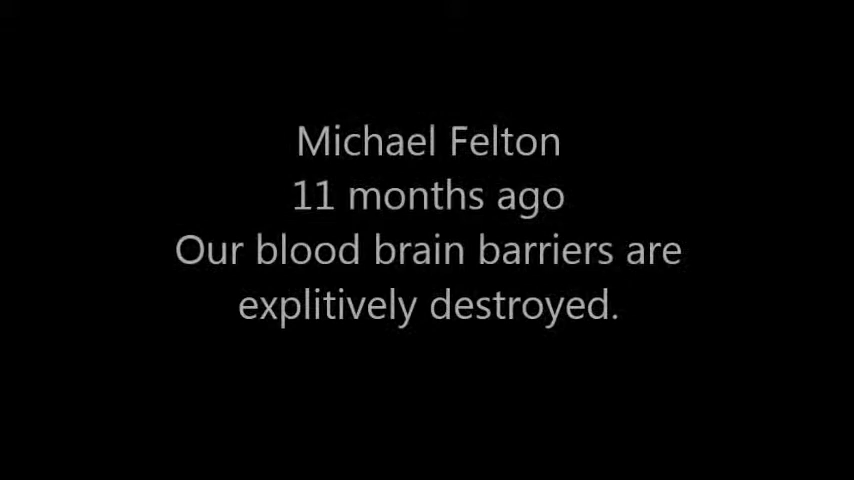 Michael Felton
11 months ago
Our blood brain barriers are
explitively destroyed.